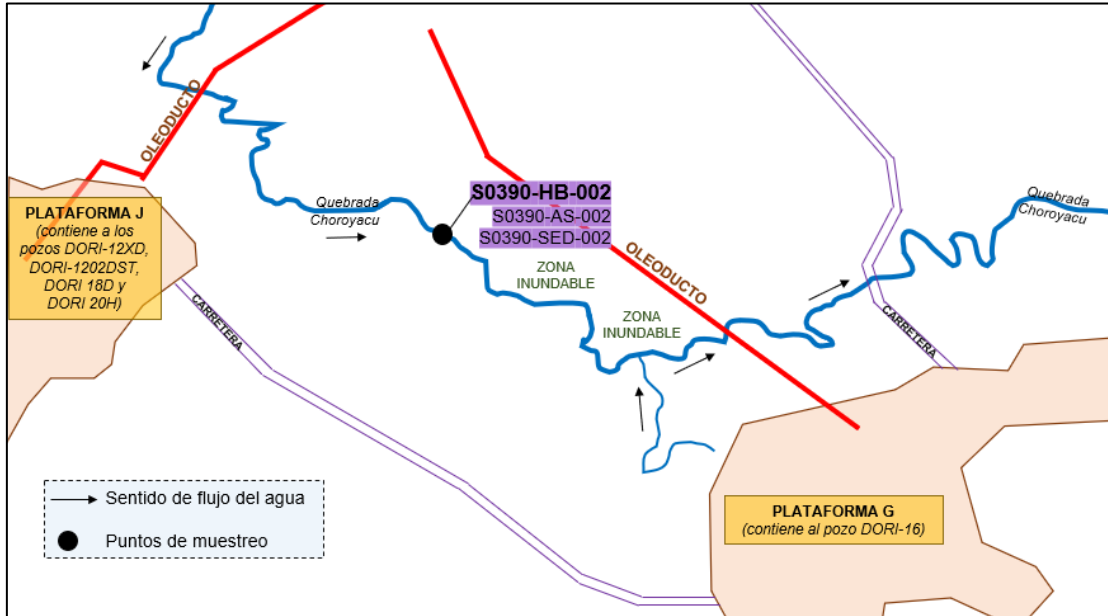 OLEODUCTO
PLATAFORMA J
(contiene a los
pozos DORI-12XD,
DORI-1202DST,
DORI 18D y
DORI 20H)
CARRETERA
Quebrada
Choroyacu
S0390-HB-002
S0390-AS-002
S0390-SED-002
OLEODUCTO
ZONA
INUNDABLE
ZONA
INUNDABLE
Quebrada
Choroyacu
CARRETERA
PLATAFORMA G
(contiene al pozo DORI-16)
Sentido de flujo del agua
Puntos de muestreo